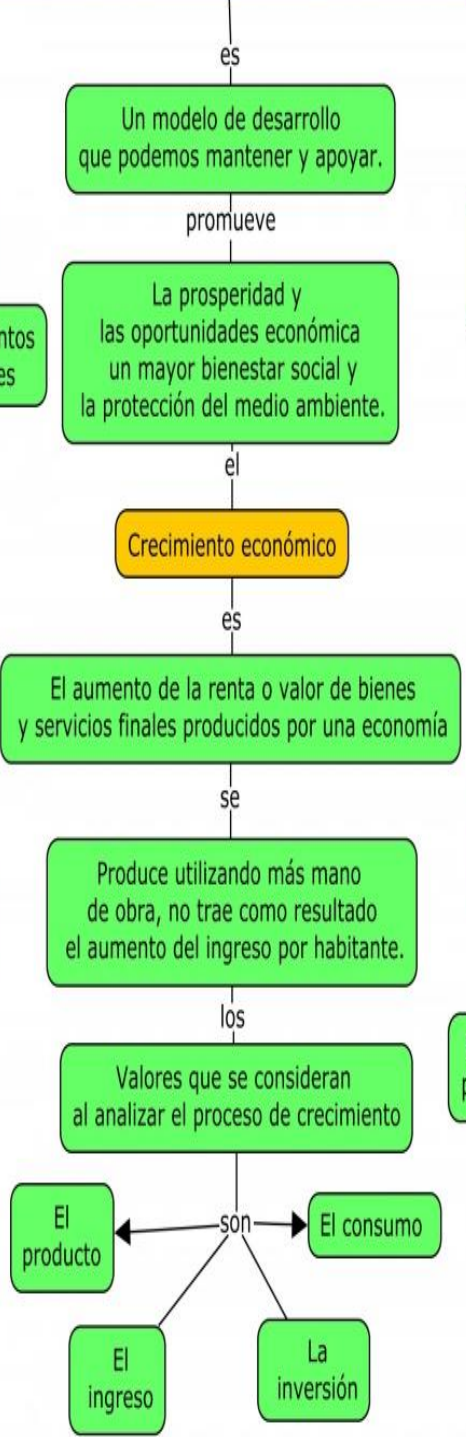 es
Un modelo de desarrollo
que podemos mantener y apoyar.
promueve
La prosperidad y
las oportunidades económica
un mayor bienestar social y
la protección del medio ambiente.
el
Crecimiento económico
es
El aumento de la renta o valor de bienes
y servicios finales producidos por una economía
se
Produce utilizando más mano
de obra, no trae como resultado
el aumento del ingreso por habitante.
los
Valores que se consideran
al analizar el proceso de crecimiento
son
El
producto
El consumo
El
ingreso
La
inversión